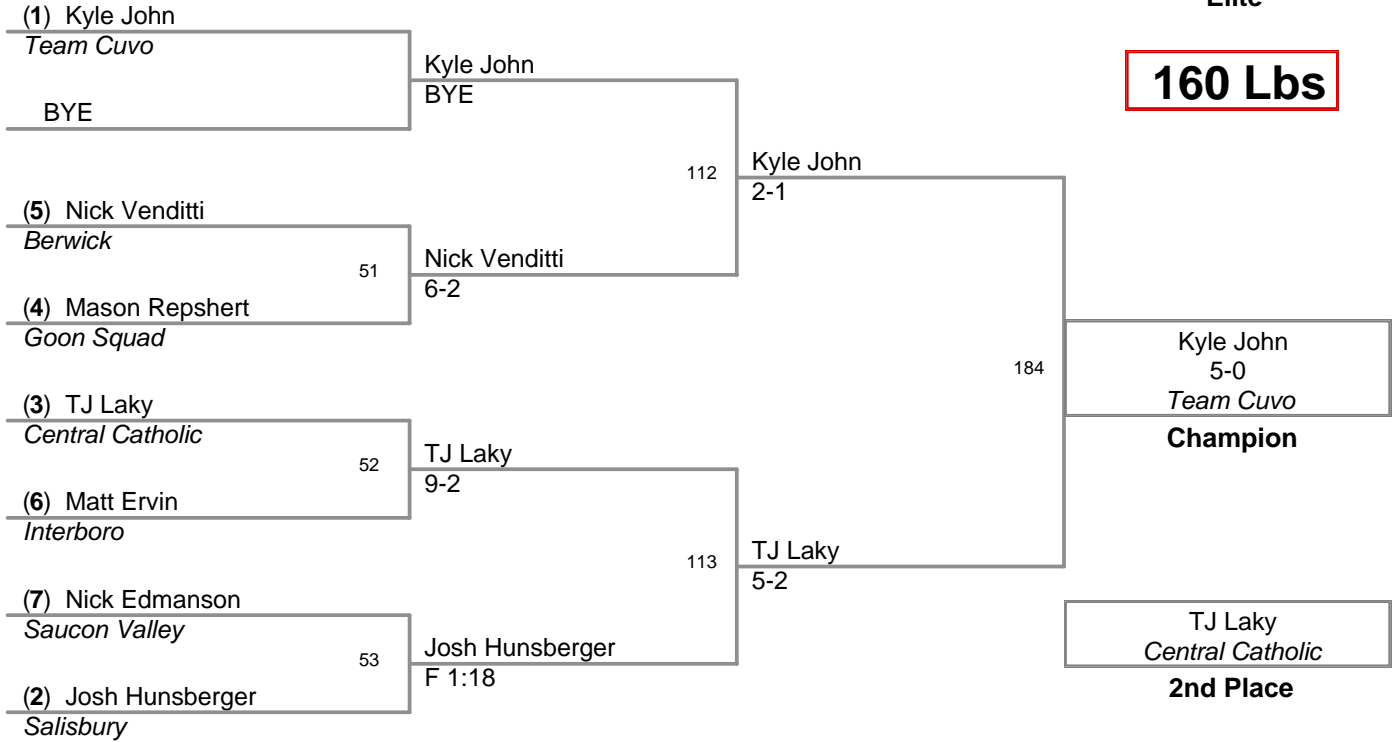 Elite
160 Lbs
(1) Kyle John
Team Cuvo
BYE
(5) Nick Venditti
Berwick
51
(4) Mason Repshert
Goon Squad
(3) TJ Laky
Central Catholic
52
(6) Matt Ervin
Interboro
(7) Nick Edmanson
Saucon Valley
53
(2) Josh Hunsberger
Salisbury
Kyle John
BYE
112
Nick Venditti
6-2
TJ Laky
9-2
113
Josh Hunsberger
F 1:18
Kyle John
2-1
184
TJ Laky
5-2
Kyle John
5-0
Team Cuvo
Champion
TJ Laky
Central Catholic
2nd Place